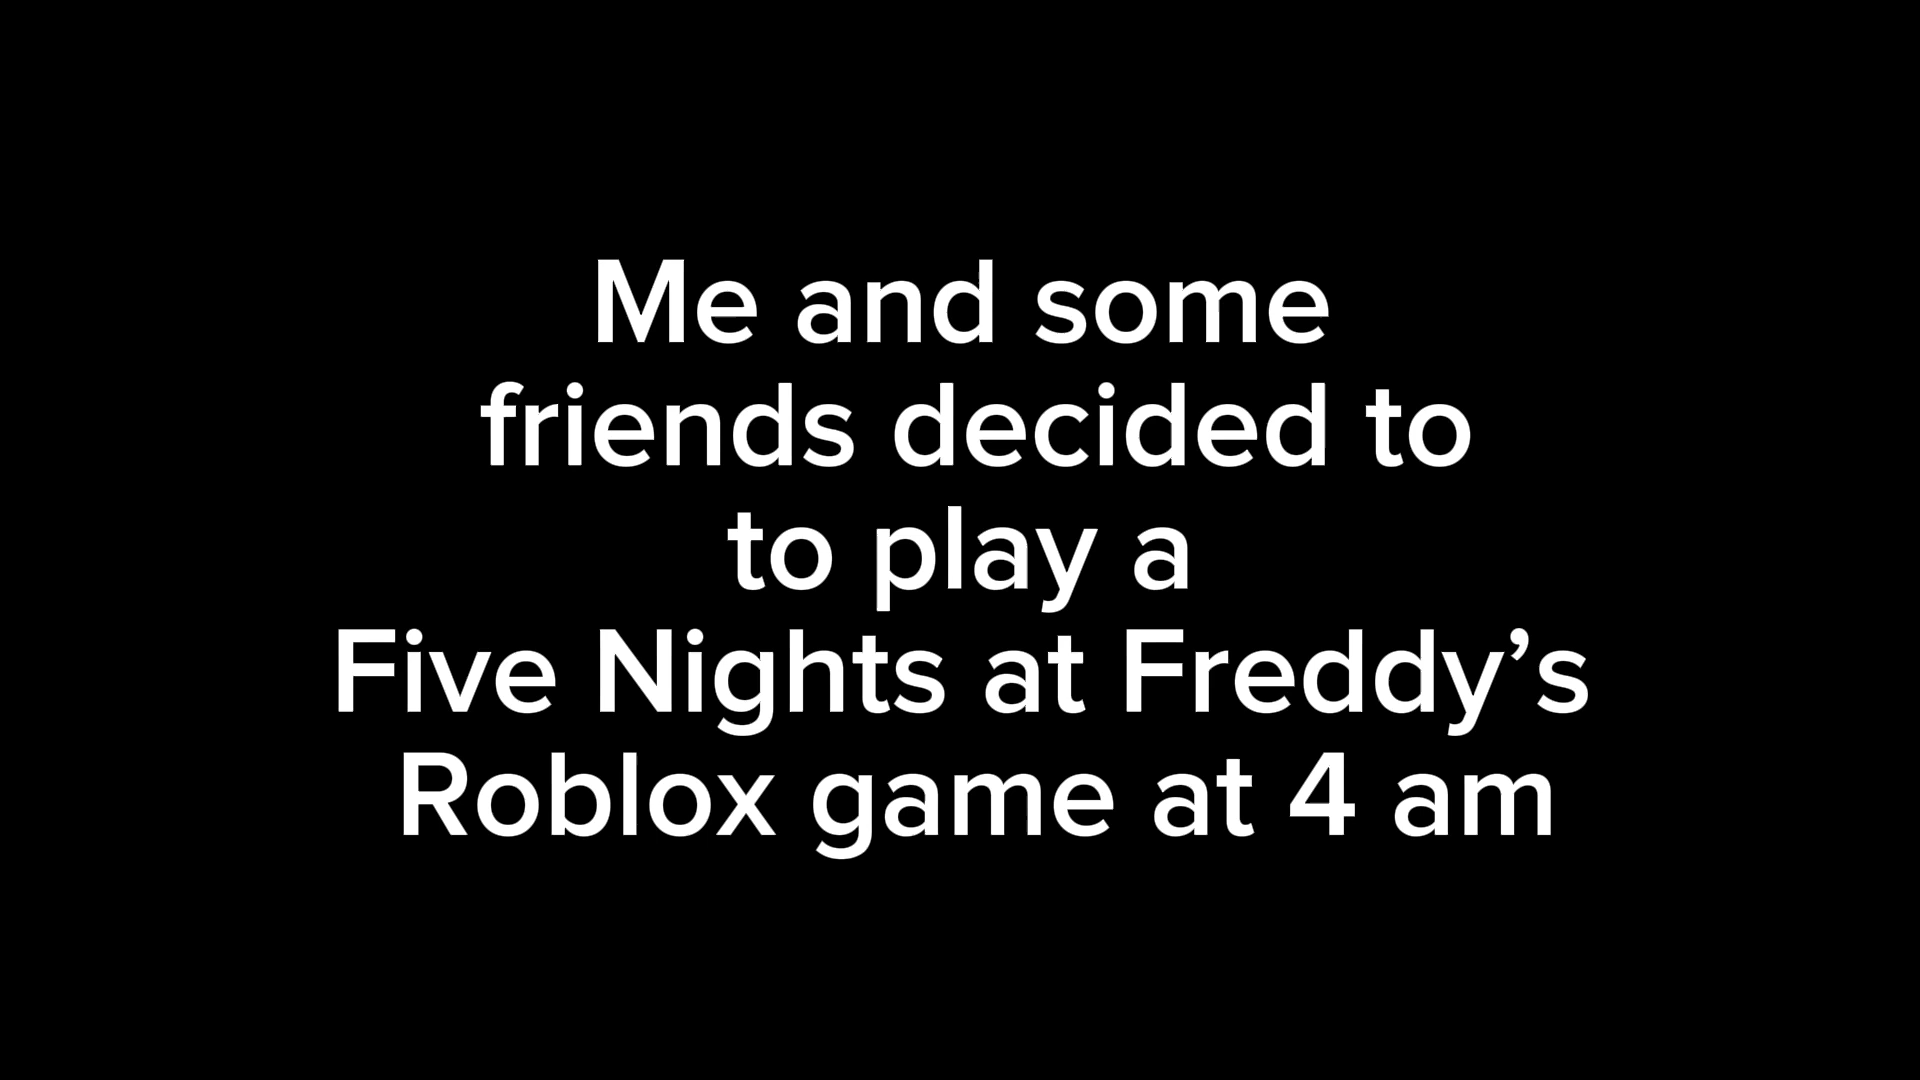 Me and some
friends decided to
to play a
Five Nights at Freddy’s
Roblox game at 4 am